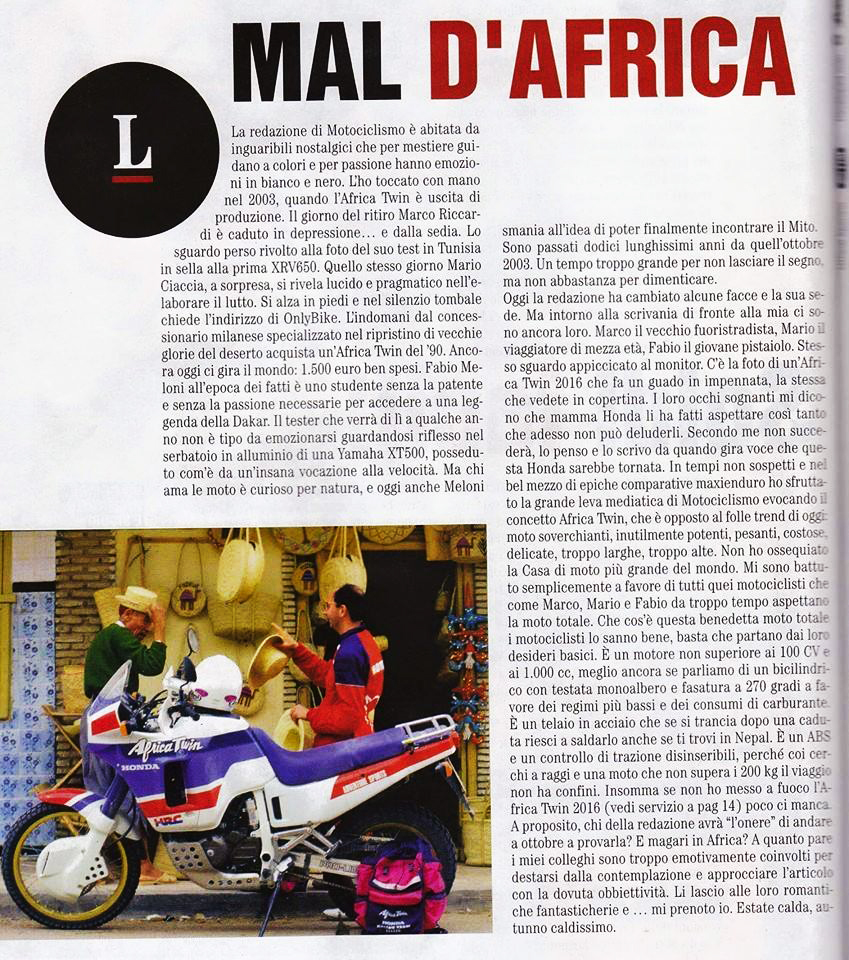 MAL D'AFRICA
L
La redazione di Motociclismo è abitata da
inguaribili nostalgici che per mestiere gui-
dano a colori e per passione hanno emozio-
ni in bianco e nero. L'ho toccato con mano
nel 2003, quando l'Africa Twin è uscita di
produzione. Il giorno del ritiro Marco Riccar-
di è caduto in depressione… e dalla sedia. Lo
sguardo perso rivolto alla foto del suo test in Tunisia
in sella alla prima XRV650. Quello stesso giorno Mario
Ciaccia, a sorpresa, si rivela lucido e pragmatico nell'e-
laborare il lutto. Si alza in piedi e nel silenzio tombale
chiede l'indirizzo di OnlyBike. L'indomani dal conces-
sionario milanese specializzato nel ripristino di vecchie
glorie del deserto acquista un'Africa Twin del '90. Anco-
ra oggi ci gira il mondo: 1.500 euro ben spesi. Fabio Me-
loni all'epoca dei fatti è uno studente senza la patente
e senza la passione necessarie per accedere a una leg-
genda della Dakar. Il tester che verrà di lì a qualche an-
no non è tipo da emozionarsi guardandosi riflesso nel
serbatoio in alluminio di una Yamaha XT500, possedu-
to com'è da un'insana vocazione alla velocità. Ma chi
ama le moto è curioso per natura, e oggi anche Meloni
smania all'idea di poter finalmente incontrare il Mito.
Sono passati dodici lunghissimi anni da quell'ottobre
2003. Un tempo troppo grande per non lasciare il segno,
ma non abbastanza per dimenticare.
Oggi la redazione ha cambiato alcune facce e la sua se-
de. Ma intorno alla scrivania di fronte alla mia ci so-
no ancora loro. Marco il vecchio fuoristradista, Mario il
viaggiatore di mezza età, Fabio il giovane pistaiolo. Stes-
so sguardo appiccicato al monitor. C'è la foto di un'Afri-
ca Twin 2016 che fa un guado in impennata, la stessa
che vedete in copertina. I loro occhi sognanti mi dico-
no che mamma Honda li ha fatti aspettare così tanto
che adesso non può deluderli. Secondo me non succe-
derà, lo penso e lo scrivo da quando gira voce che que-
sta Honda sarebbe tornata. In tempi non sospetti e nel
bel mezzo di epiche comparative maxienduro ho sfrutta-
to la grande leva mediatica di Motociclismo evocando il
concetto Africa Twin, che è opposto al folle trend di oggi:
moto soverchianti, inutilmente potenti, pesanti, costose,
delicate, troppo larghe, troppo alte. Non ho ossequiato
la Casa di moto più grande del mondo. Mi sono battu-
to semplicemente a favore di tutti quei motociclisti che
come Marco, Mario e Fabio da troppo tempo aspettano
la moto totale. Che cos'è questa benedetta moto totale
i motociclisti lo sanno bene, basta che partano dai loro
desideri basici. È un motore non superiore ai 100 CV e
ai 1.000 cc, meglio ancora se parliamo di un bicilindri-
co con testata monoalbero e fasatura a 270 gradi a fa-
vore dei regimi più bassi e dei consumi di carburante.
È un telaio in acciaio che se si trancia dopo una cadu-
ta riesci a saldarlo anche se ti trovi in Nepal. È un ABS
e un controllo di trazione disinseribili, perché coi cer-
chi a raggi e una moto che non supera i 200 kg il viaggio
non ha confini. Insomma se non ho messo a fuoco l'A-
frica Twin 2016 (vedi servizio a pag 14) poco ci manca.
A proposito, chi della redazione avrà "l'onere" di andare
a ottobre a provarla? E magari in Africa? A quanto pare
i miei colleghi sono troppo emotivamente coinvolti per
destarsi dalla contemplazione e approcciare l'articolo
con la dovuta obbiettività. Li lascio alle loro romanti-
che fantasticherie e … mi prenoto io. Estate calda, au-
tunno caldissimo.
Africa Twin
HONDA
HRC
Africa Twin
HONDA